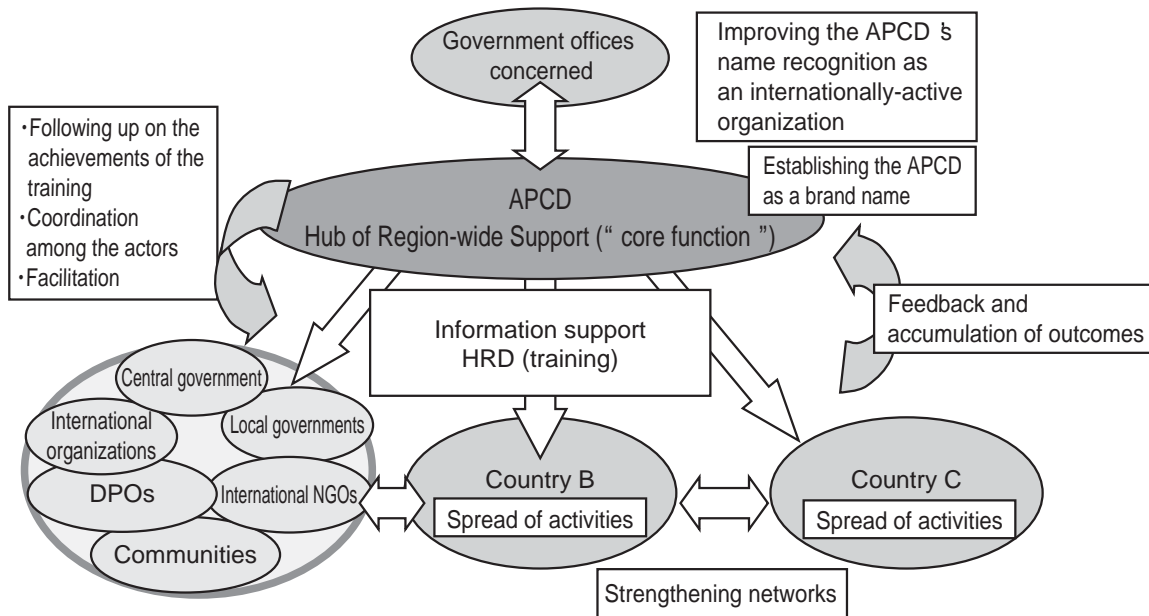 Government offices
concerned
Improving the APCD ’s
name recognition as
an internationally-active
organization
・Following up on the
achievements of the
training
・Coordination
among the actors
・Facilitation
Establishing the APCD
as a brand name
APCD
Hub of Region-wide Support (“ core function ”)
Information support
HRD (training)
Feedback and
accumulation of outcomes
Central government
International
organizations
Local governments
DPOs
International NGOs
Communities
Country B
Spread of activities
Country C
Spread of activities
Strengthening networks